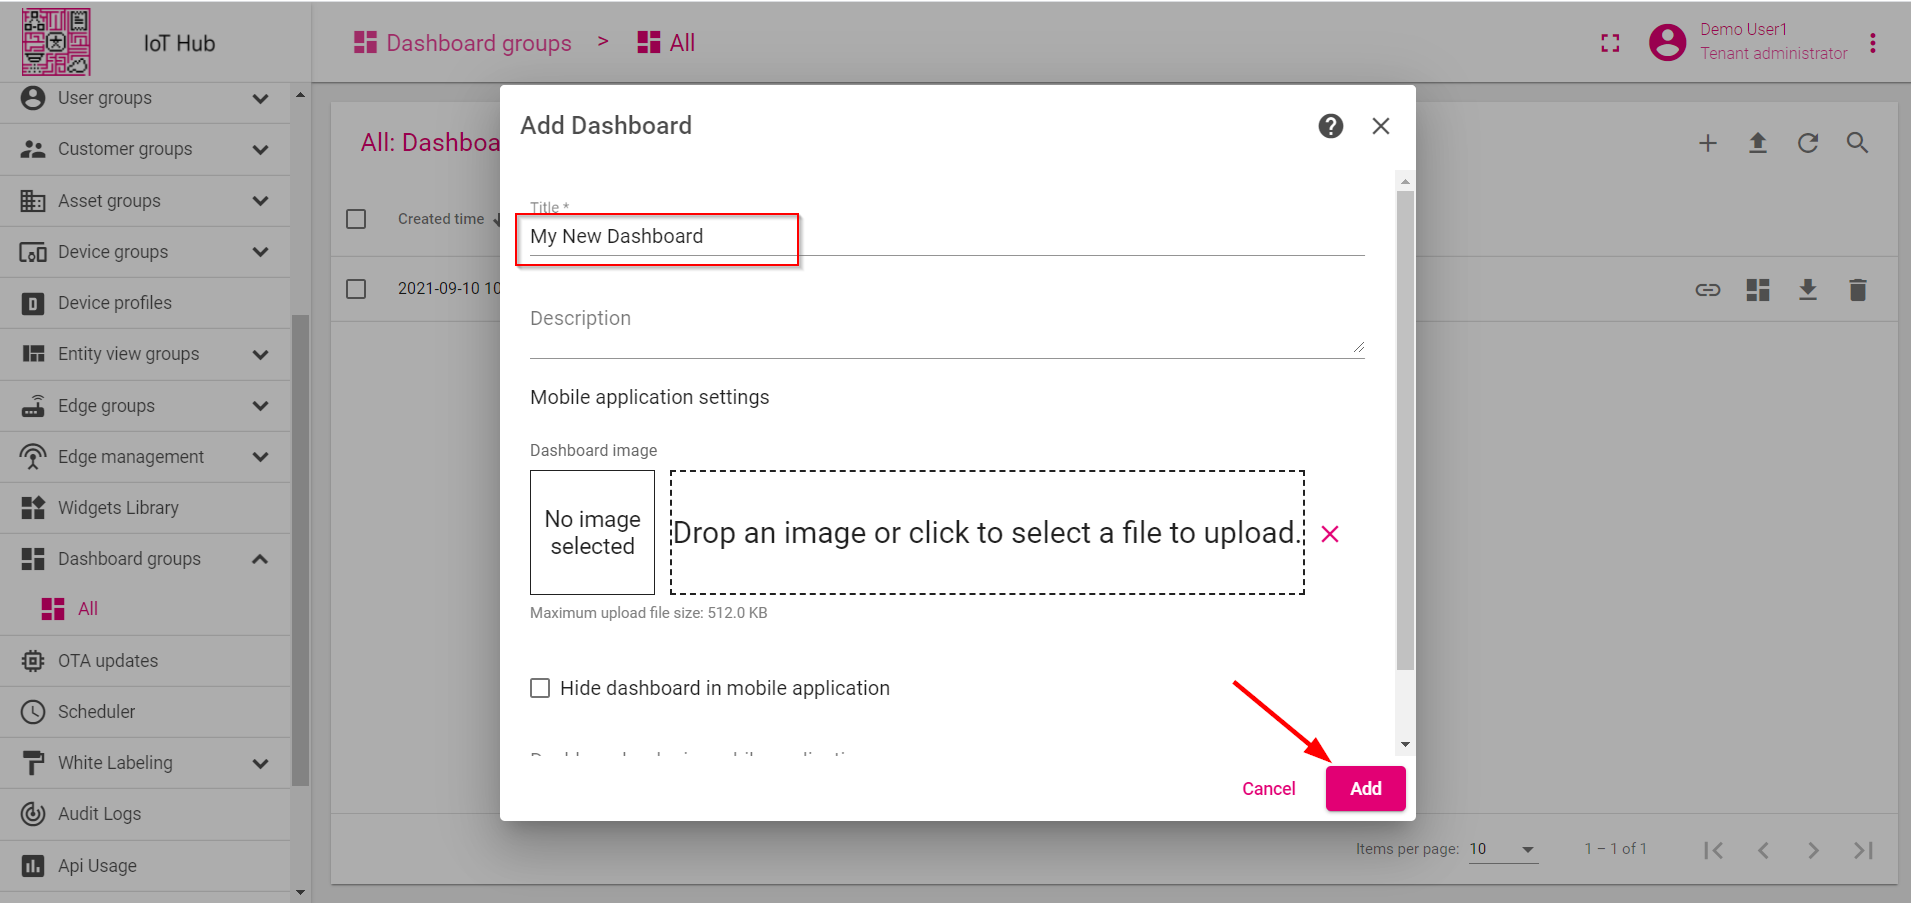 IoT Hub
Dashboard groups > All
Demo User1
Tenant administrator
User groups
Customer groups
Asset groups
Device groups
Device profiles
Entity view groups
Edge groups
Edge management
Widgets Library
Dashboard groups
All
OTA updates
Scheduler
White Labeling
Audit Logs
Api Usage
All: Dashboa
Created time
2021-09-10 10
Add Dashboard
Title *
My New Dashboard
Description
Mobile application settings
Dashboard image
No image
selected
Drop an image or click to select a file to upload.
Maximum upload file size: 512.0 KB
Hide dashboard in mobile application
Cancel
Add
Items per page: 10
1 – 1 of 1